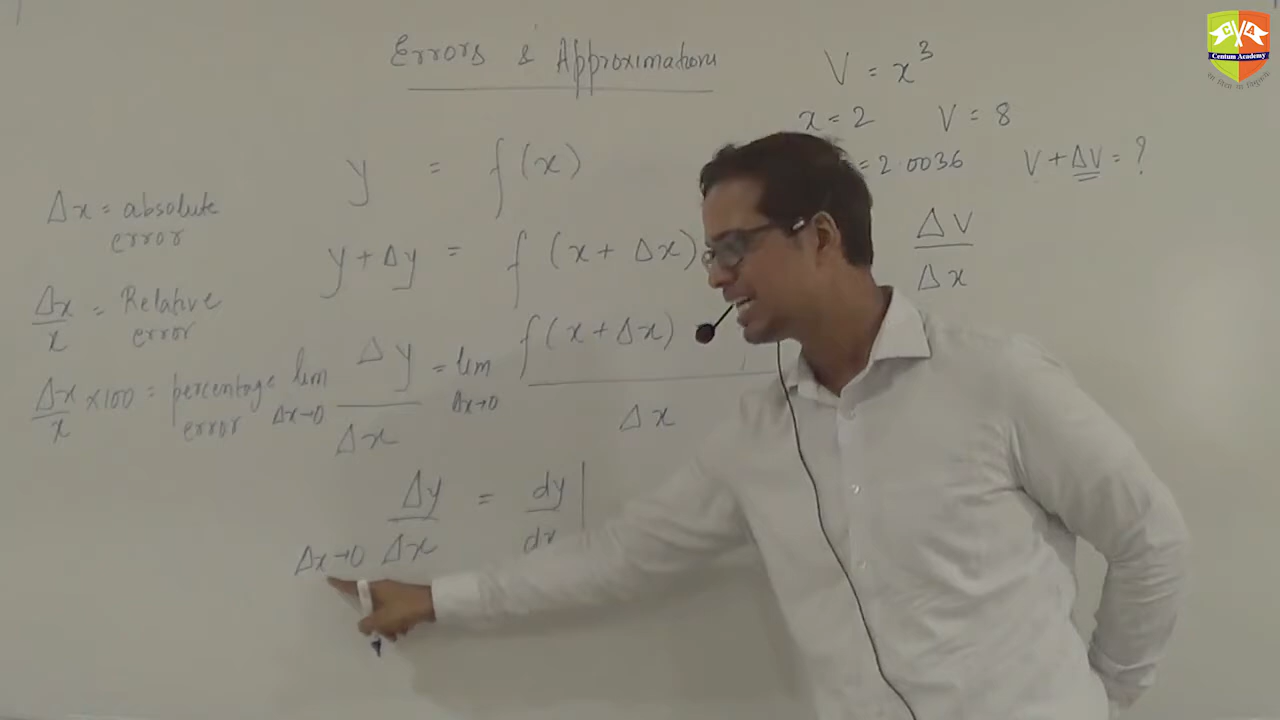 Errors & Approximations
y = f(x)
y + Δy = f(x + Δx)
lim Δx→0 Δy/Δx = lim Δx→0 f(x + Δx)/Δx
Δx→0 Δy/Δx = dy/dx |
Δx = absolute
error
Δx/x = Relative
error
Δx/x ×100 = percentage
error
V = x³
x = 2 V = 8
= 2.0036 V + ΔV = ?
ΔV/Δx
Centum Academy